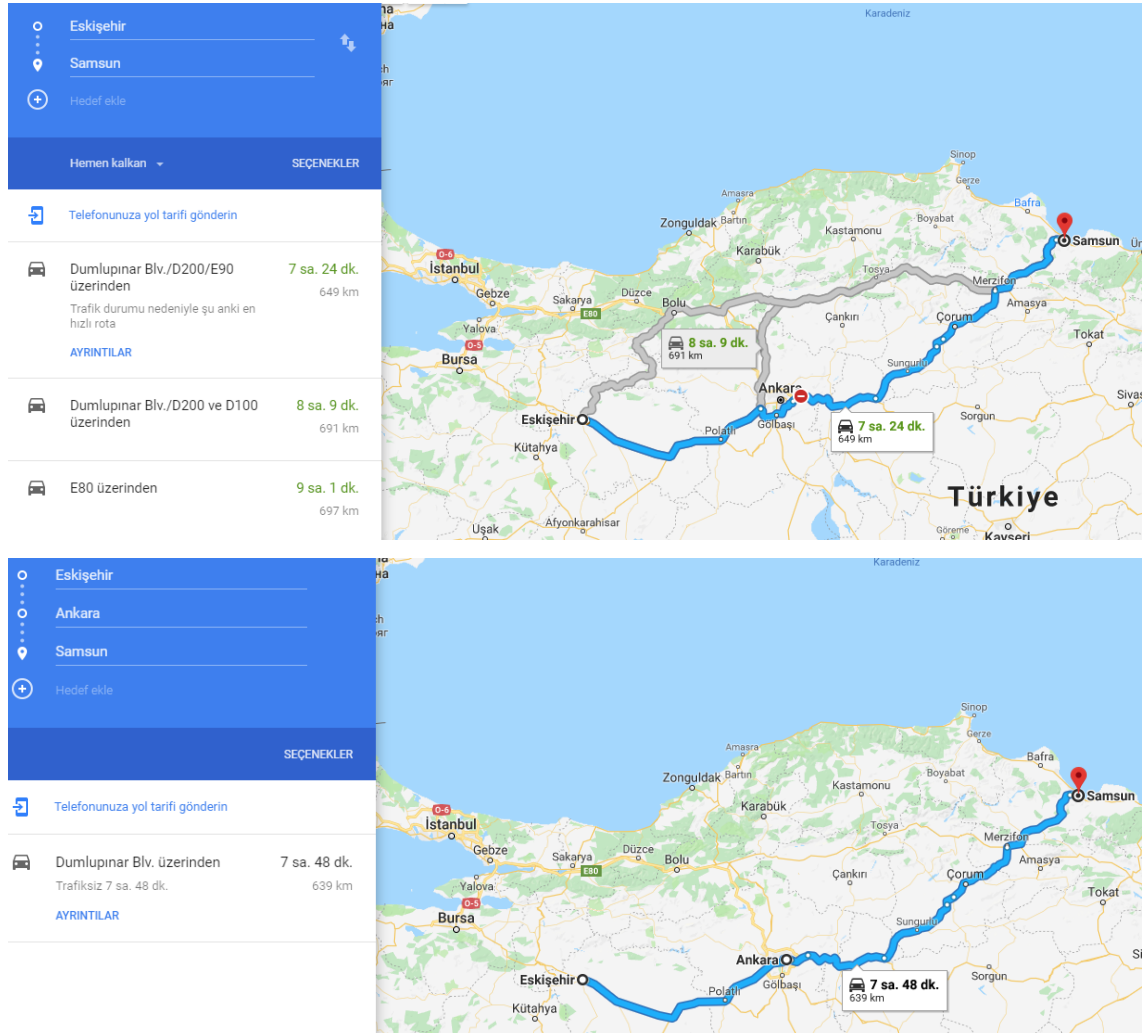 Eskişehir
Samsun
Hedef ekle
Hemen kalkan
SEÇENEKLER
Telefonunuza yol tarifi gönderin
Dumlupınar Blv./D200/E90 üzerinden
7 sa. 24 dk.
649 km
Trafik durumu nedeniyle şu anki en hızlı rota
AYRINTILAR
Dumlupınar Blv./D200 ve D100 üzerinden
8 sa. 9 dk.
691 km
E80 üzerinden
9 sa. 1 dk.
697 km
Karadeniz
Sinop
Gerze
Amasra
Bafra
Zonguldak
Bartın
Boyabat
Kastamonu
Samsun
Karabük
O-6
İstanbul
Tosya
Merzifon
Gebze
Düzce
Sakarya
Bolu
Amasya
E80
Çankırı
Çorum
Yalova
Tokat
O-5
8 sa. 9 dk.
691 km
Bursa
Sungurlu
Ankara
Sivas
Eskişehir
Polatlı
Gölbaşı
7 sa. 24 dk.
649 km
Sorgun
Kütahya
Türkiye
Uşak
Afyonkarahisar
Göreme
Kayseri
Eskişehir
Ankara
Samsun
Hedef ekle
SEÇENEKLER
Telefonunuza yol tarifi gönderin
Dumlupınar Blv. üzerinden
7 sa. 48 dk.
Trafiksiz 7 sa. 48 dk.
639 km
AYRINTILAR
Karadeniz
Sinop
Gerze
Amasra
Bafra
Zonguldak
Bartın
Boyabat
Kastamonu
Samsun
Karabük
O-6
İstanbul
Tosya
Merzifon
Gebze
Düzce
Sakarya
Bolu
Amasya
E80
Çankırı
Çorum
Yalova
Tokat
O-5
Bursa
Sungurlu
Ankara
Eskişehir
Polatlı
Gölbaşı
7 sa. 48 dk.
639 km
Sorgun
Kütahya